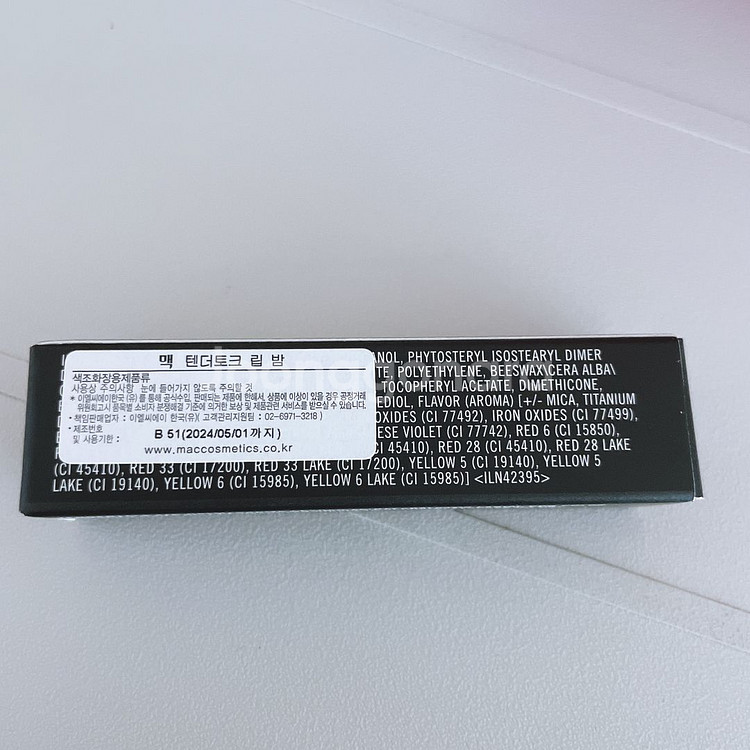 맥 텐더토크 립 밤
색조화장용제품류
사용상 주의사항 눈에 들어가지 않도록 주의할 것
* 이엘씨에이한국 (유) 를 통해 공식수입, 판매되는 제품에 한해서, 상품에 이상이 있을 경우 공정거래
위원회고시 품목별 소비자 분쟁해결 기준에 의거한 보상 및 제품관련 서비스를 받으실 수 있습니다.
• 책임판매업자 : 이엘씨에이 한국(유) ( 고객관리지원팀 : 02-6971-3218 )
• 제조번호
및 사용기한 : B 51(2024/05/01까지)
www.maccosmetics.co.kr
ANOL, PHYTOSTERYL ISOSTEARYL DIMER
TE, POLYETHYLENE, BEESWAX\CERA ALBA\
TOCOPHERYL ACETATE, DIMETHICONE,
EDIOL, FLAVOR (AROMA) [+/- MICA, TITANIUM
OXIDES (CI 77492), IRON OXIDES (CI 77499),
ESE VIOLET (CI 77742), RED 6 (CI 15850),
CI 45410), RED 28 (CI 45410), RED 28 LAKE
(CI 45410), RED 33 (CI 17200), RED 33 LAKE (CI 17200), YELLOW 5 (CI 19140), YELLOW 5
LAKE (CI 19140), YELLOW 6 (CI 15985), YELLOW 6 LAKE (CI 15985)] <ILN42395>